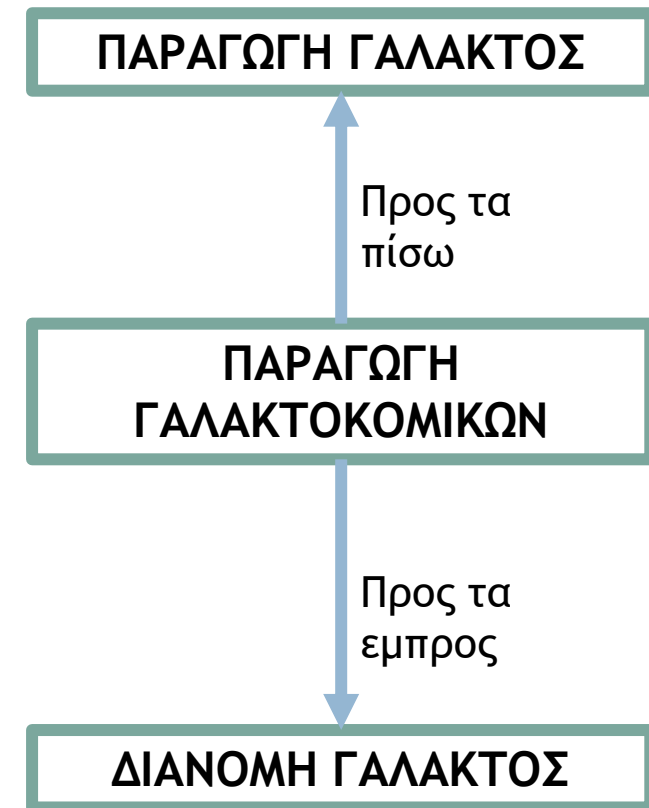 ΠΑΡΑΓΩΓΗ ΓΑΛΑΚΤΟΣ
Προς τα
πίσω
ΠΑΡΑΓΩΓΗ
ΓΑΛΑΚΤΟΚΟΜΙΚΩΝ
Προς τα
εμπρος
ΔΙΑΝΟΜΗ ΓΑΛΑΚΤΟΣ